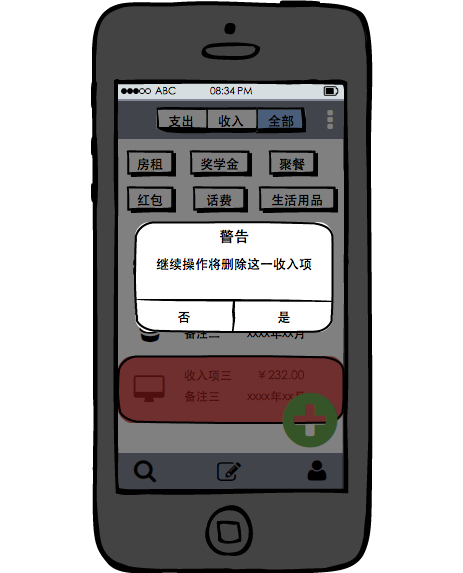 ABC 08:34 PM
支出 收入 全部
房租 奖学金 聚餐
红包 话费 生活用品
警告
继续操作将删除这一收入项
否 是
备注二 xxxx年xx月
收入项三 ￥232.00
备注三 xxxx年xx月